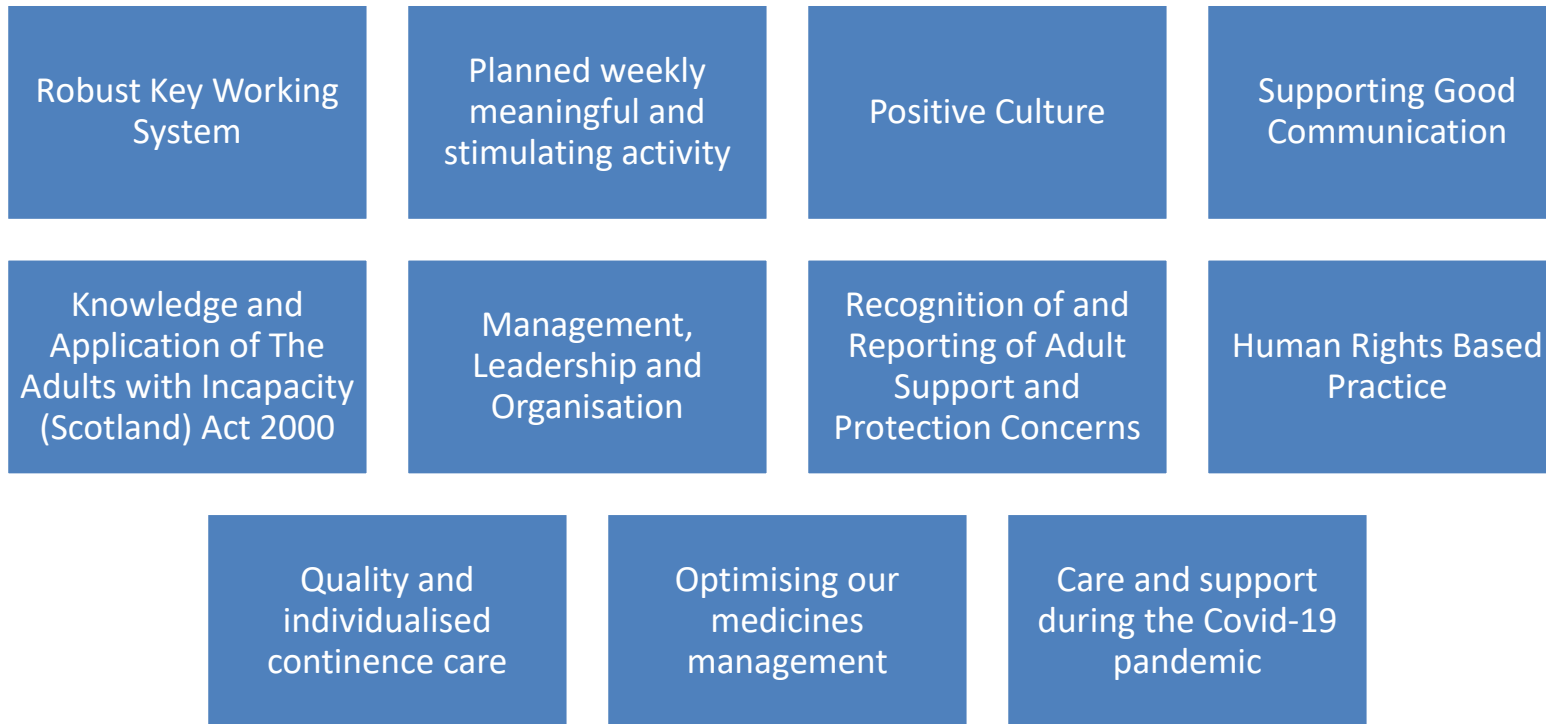 Robust Key Working
System
Planned weekly
meaningful and
stimulating activity
Positive Culture
Supporting Good
Communication
Knowledge and
Application of The
Adults with Incapacity
(Scotland) Act 2000
Management,
Leadership and
Organisation
Recognition of and
Reporting of Adult
Support and
Protection Concerns
Human Rights Based
Practice
Quality and
individualised
continence care
Optimising our
medicines
management
Care and support
during the Covid-19
pandemic